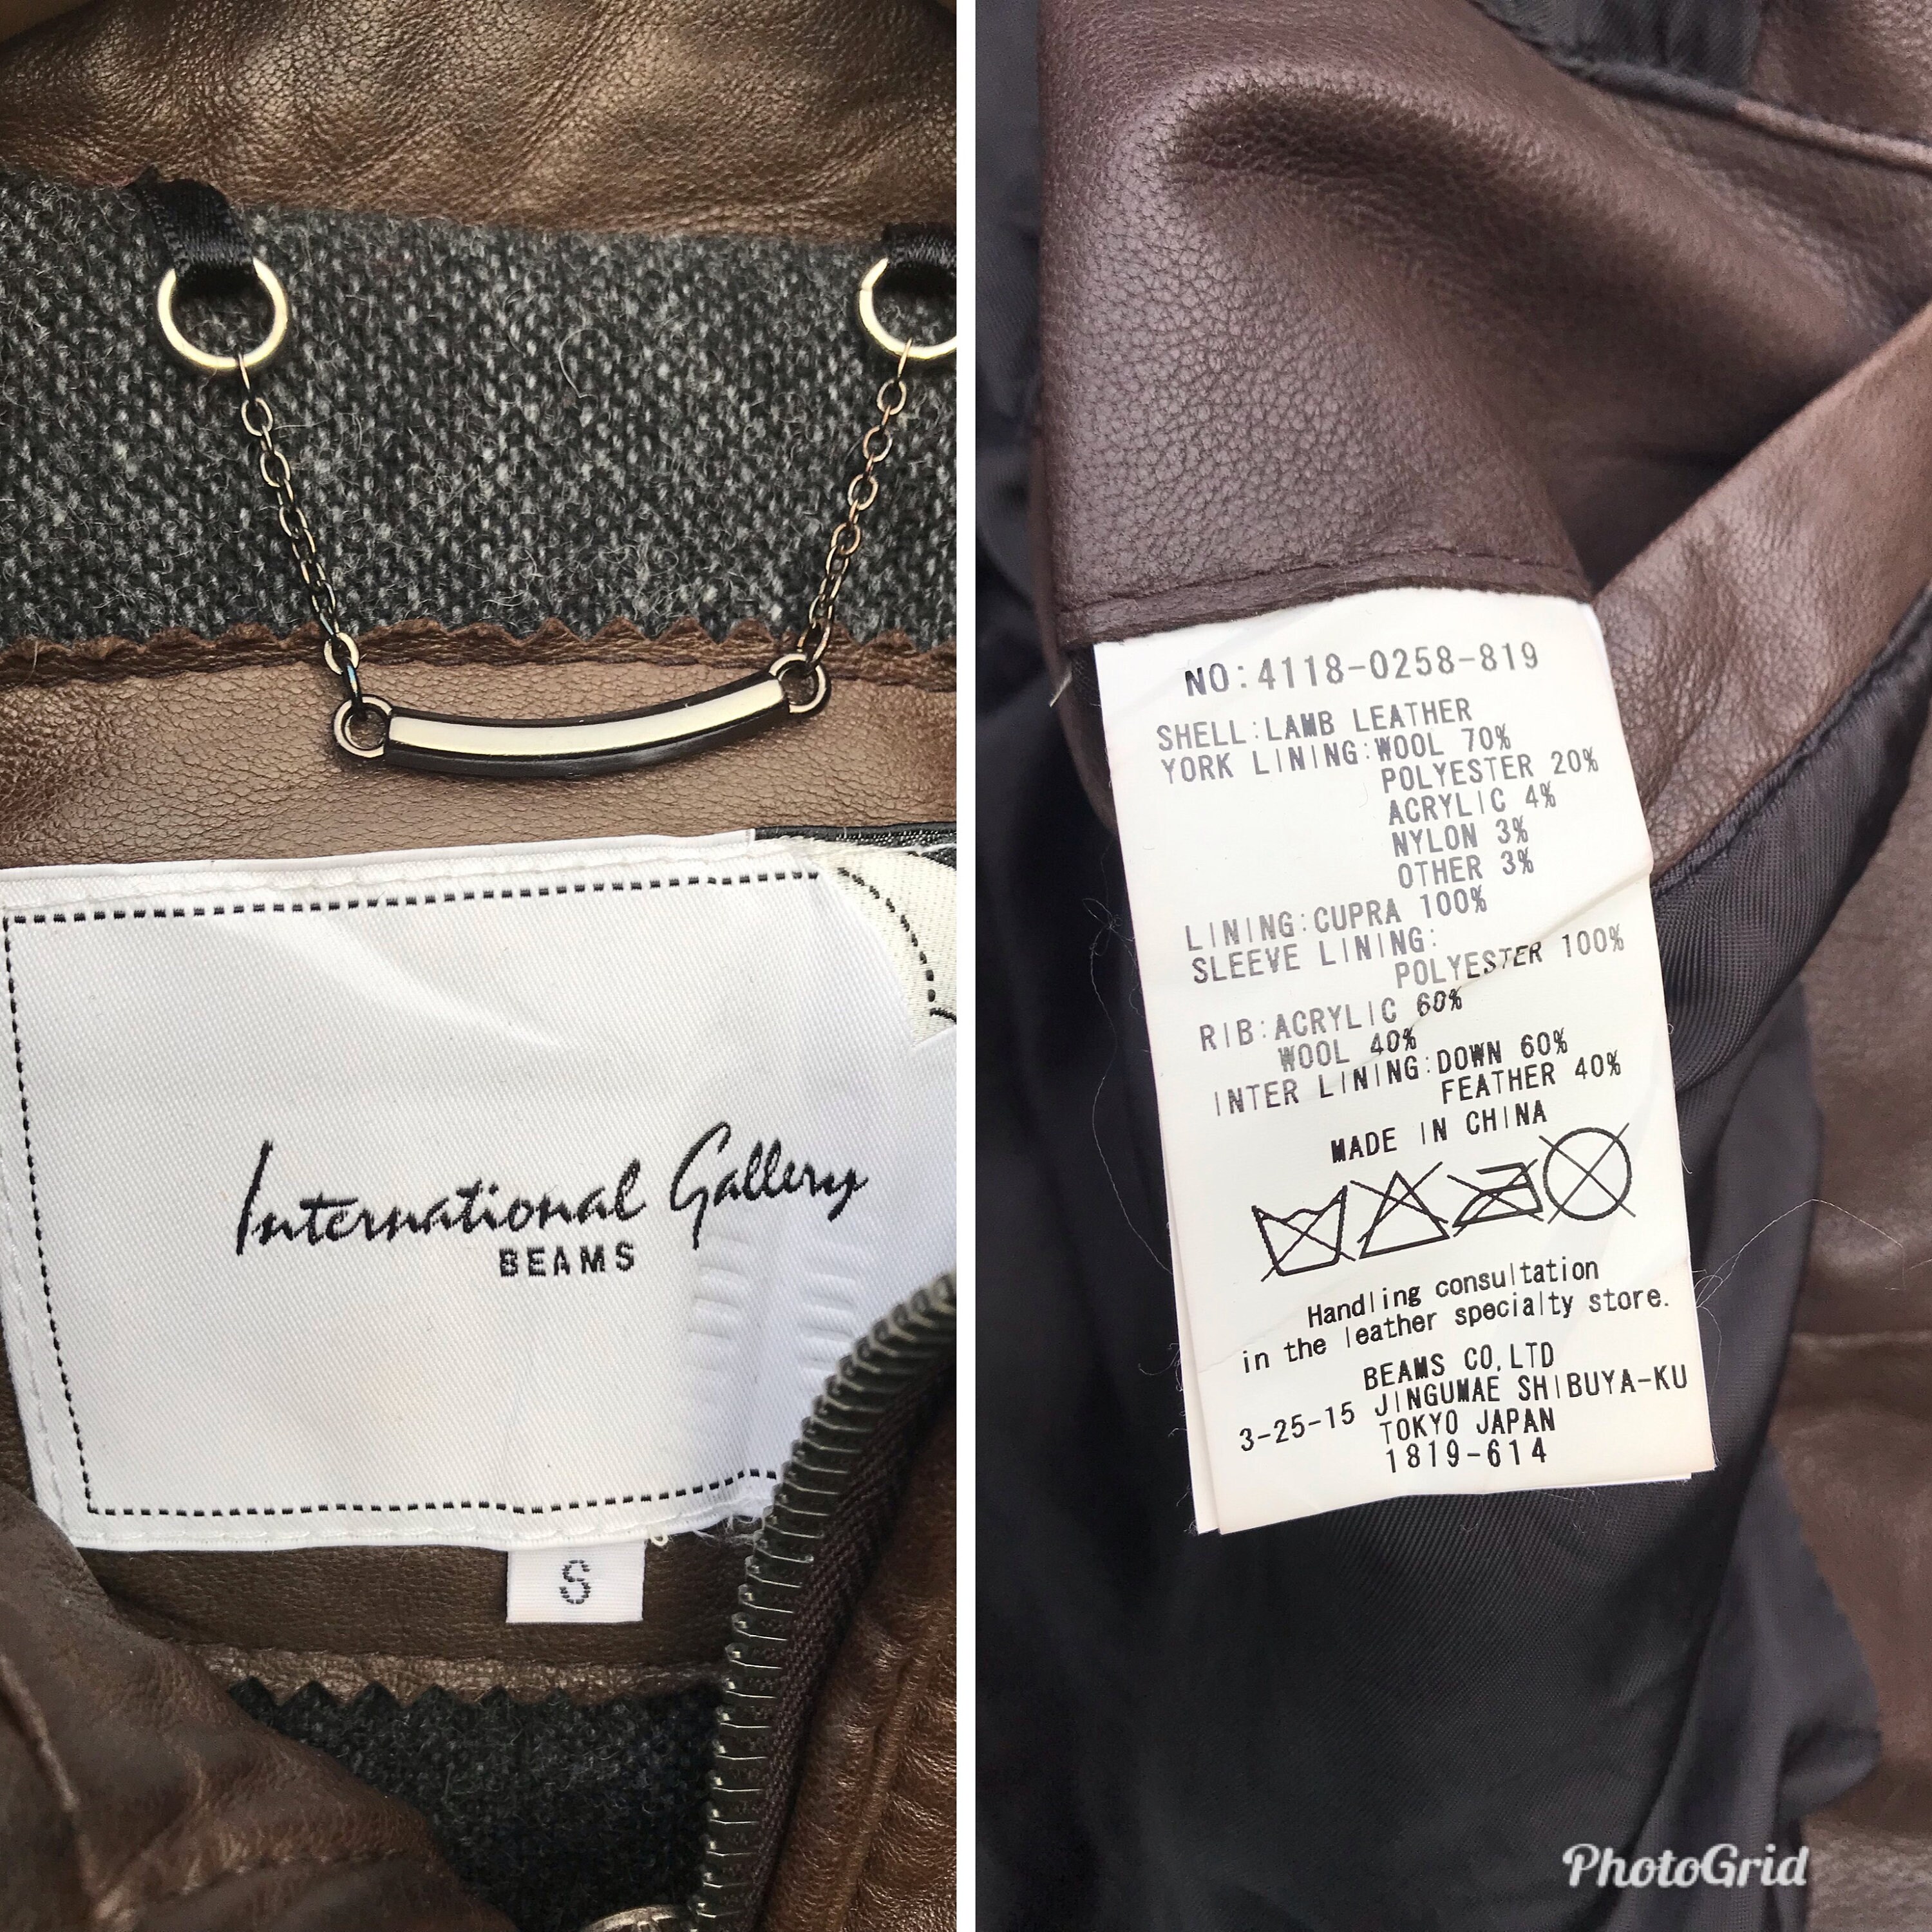 International Gallery
BEAMS
S
NO:4118-0258-819
SHELL:LAMB LEATHER
YORK LINING:WOOL 70%
POLYESTER 20%
ACRYLIC 4%
NYLON 3%
OTHER 3%
LINING:CUPRA 100%
SLEEVE LINING:
POLYESTER 100%
RIB:ACRYLIC 60%
WOOL 40%
INTER LINING:DOWN 60%
FEATHER 40%
MADE IN CHINA
Handling consultation
in the leather specialty store.
BEAMS CO,LTD
3-25-15 JINGUMAE SHIBUYA-KU
TOKYO JAPAN
1819-614
PhotoGrid